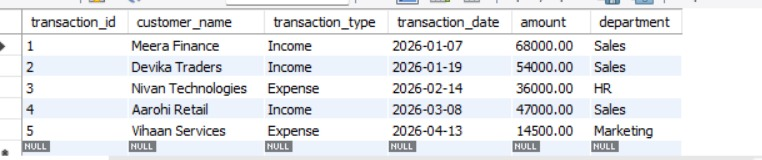 transaction_id customer_name transaction_type transaction_date amount department
1 Meera Finance Income 2026-01-07 68000.00 Sales
2 Devika Traders Income 2026-01-19 54000.00 Sales
3 Nivan Technologies Expense 2026-02-14 36000.00 HR
4 Aarohi Retail Income 2026-03-08 47000.00 Sales
5 Vihaan Services Expense 2026-04-13 14500.00 Marketing
NULL NULL NULL NULL NULL NULL